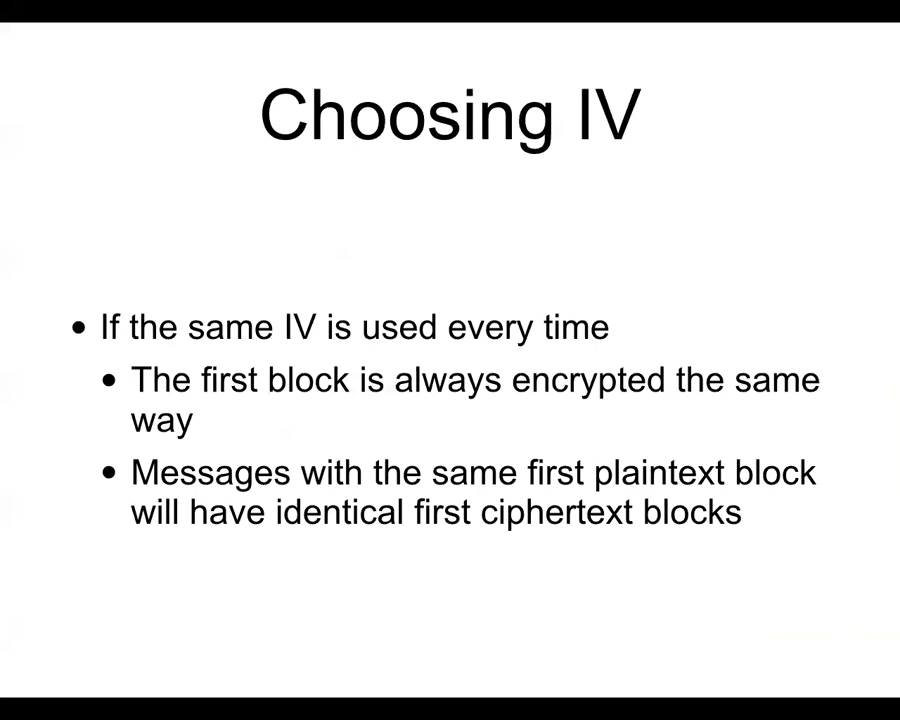 Choosing IV
• If the same IV is used every time
• The first block is always encrypted the same
way
• Messages with the same first plaintext block
will have identical first ciphertext blocks